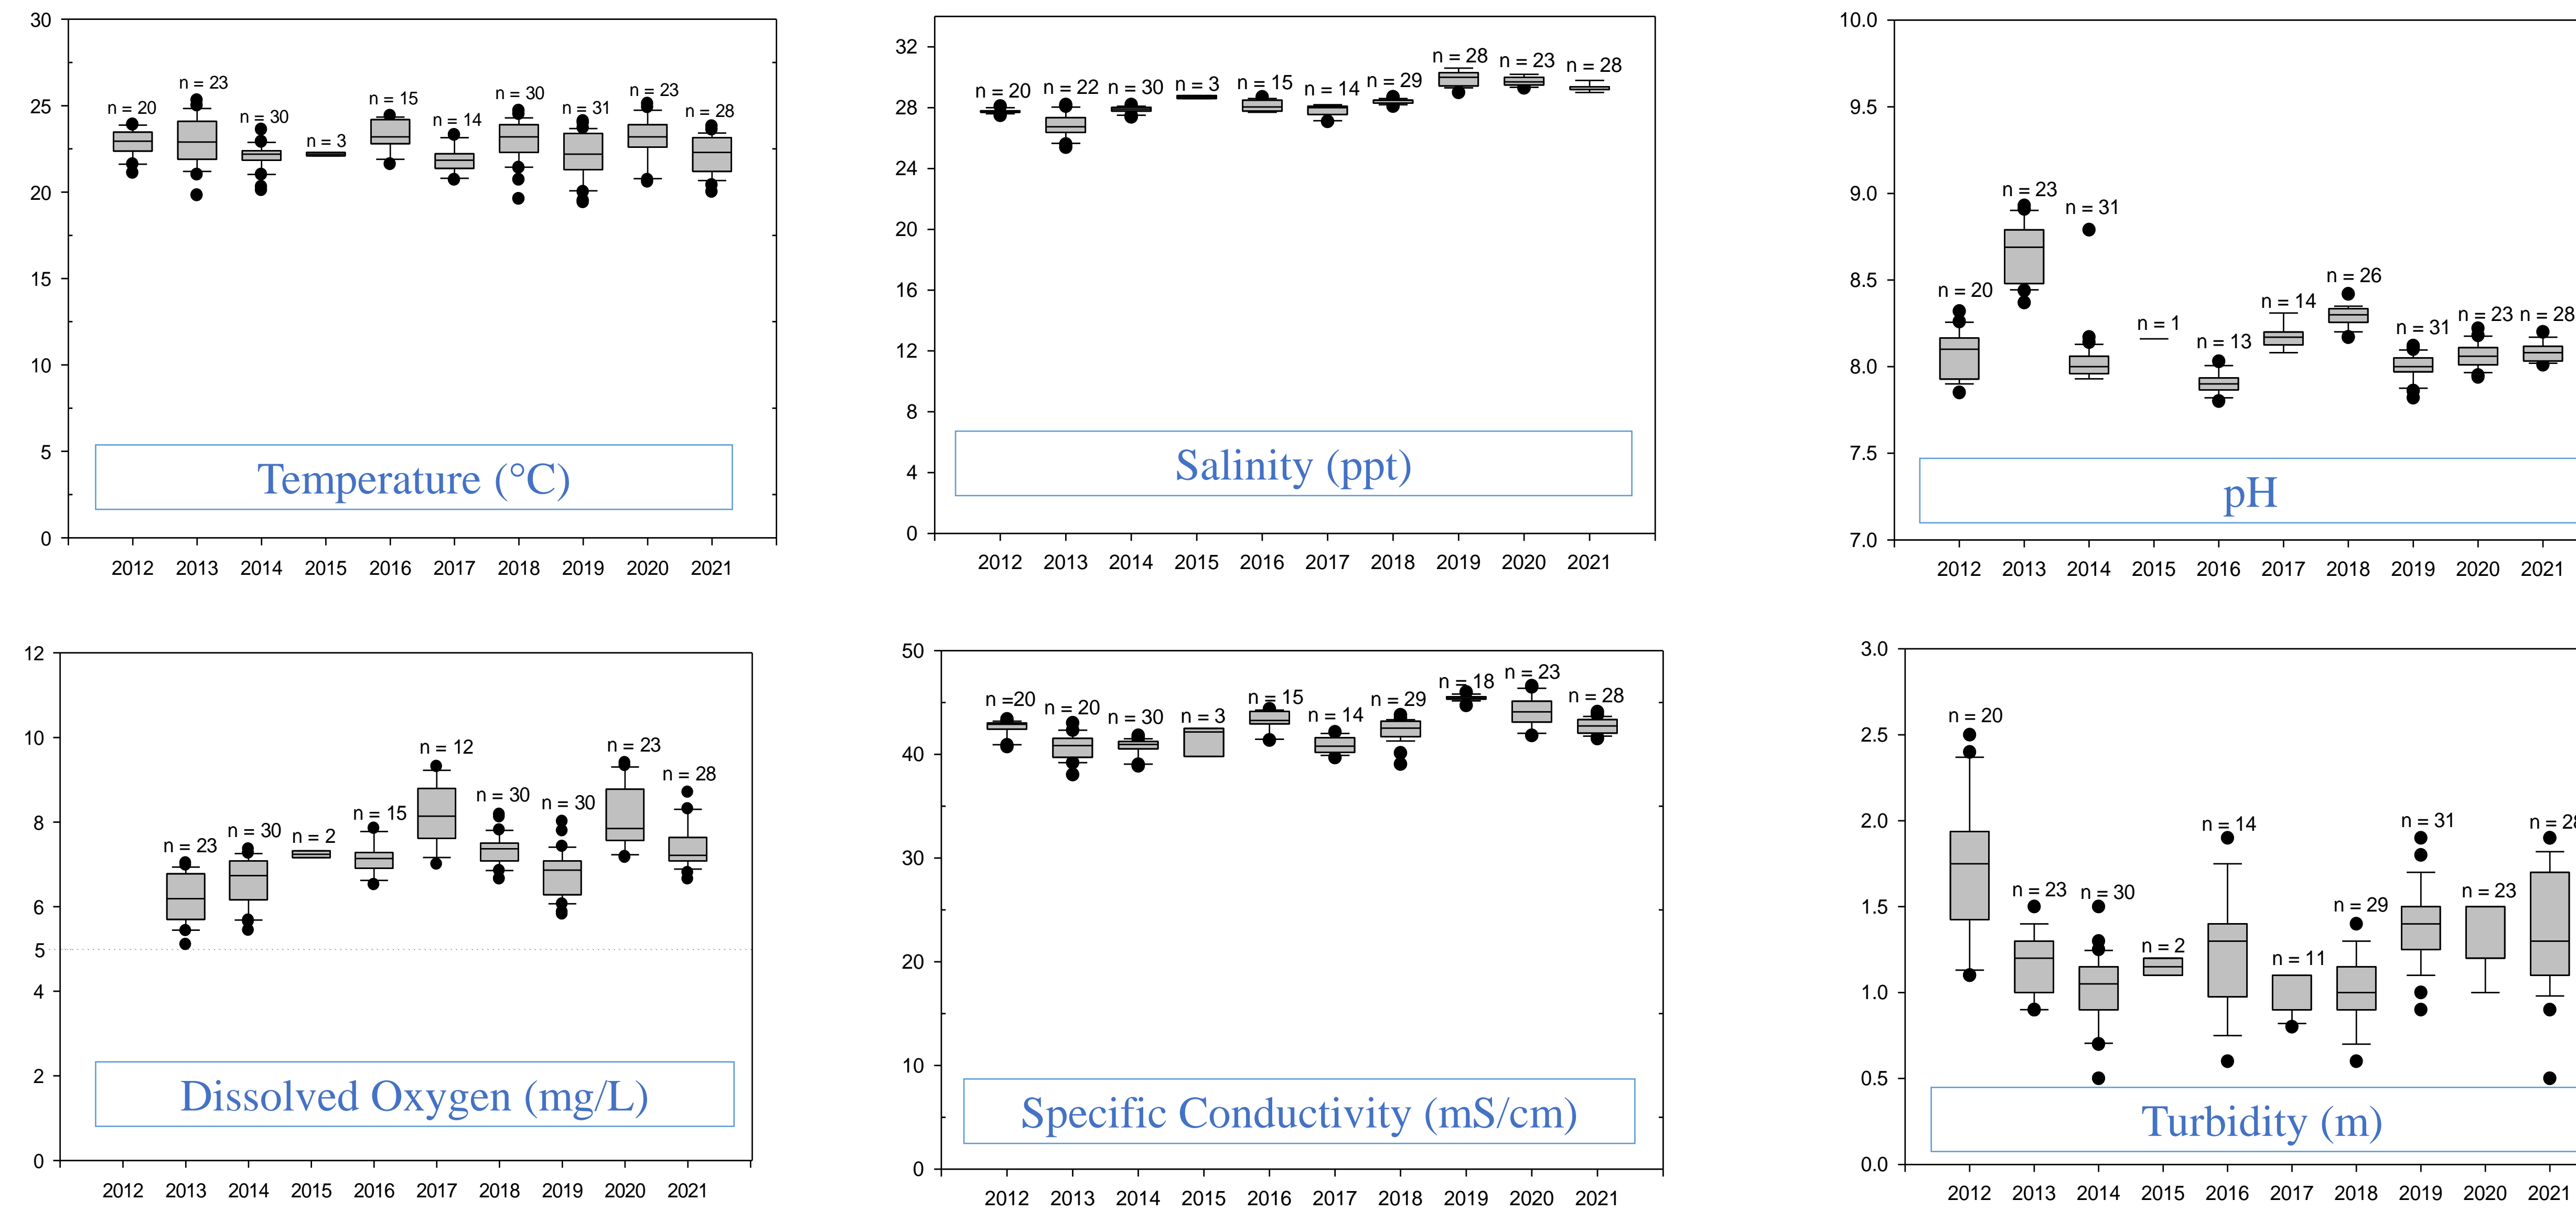 30
25
20
15
10
5
0
n = 20
n = 23
n = 30
n = 3
n = 15
n = 14
n = 30
n = 31
n = 23
n = 28
Temperature (°C)
2012 2013 2014 2015 2016 2017 2018 2019 2020 2021
32
28
24
20
16
12
8
4
0
n = 20
n = 22
n = 30
n = 3
n = 15
n = 14
n = 29
n = 28
n = 23
n = 28
Salinity (ppt)
2012 2013 2014 2015 2016 2017 2018 2019 2020 2021
10.0
9.5
9.0
8.5
8.0
7.5
7.0
n = 20
n = 23
n = 31
n = 1
n = 13
n = 14
n = 26
n = 31
n = 23
n = 28
pH
2012 2013 2014 2015 2016 2017 2018 2019 2020 2021
12
10
8
6
5
4
2
0
n = 23
n = 30
n = 2
n = 15
n = 12
n = 30
n = 30
n = 23
n = 28
Dissolved Oxygen (mg/L)
2012 2013 2014 2015 2016 2017 2018 2019 2020 2021
50
40
30
20
10
0
n =20
n = 20
n = 30
n = 3
n = 15
n = 14
n = 29
n = 18
n = 23
n = 28
Specific Conductivity (mS/cm)
2012 2013 2014 2015 2016 2017 2018 2019 2020 2021
3.0
2.5
2.0
1.5
1.0
0.5
0.0
n = 20
n = 23
n = 30
n = 2
n = 14
n = 11
n = 29
n = 31
n = 23
n = 28
Turbidity (m)
2012 2013 2014 2015 2016 2017 2018 2019 2020 2021